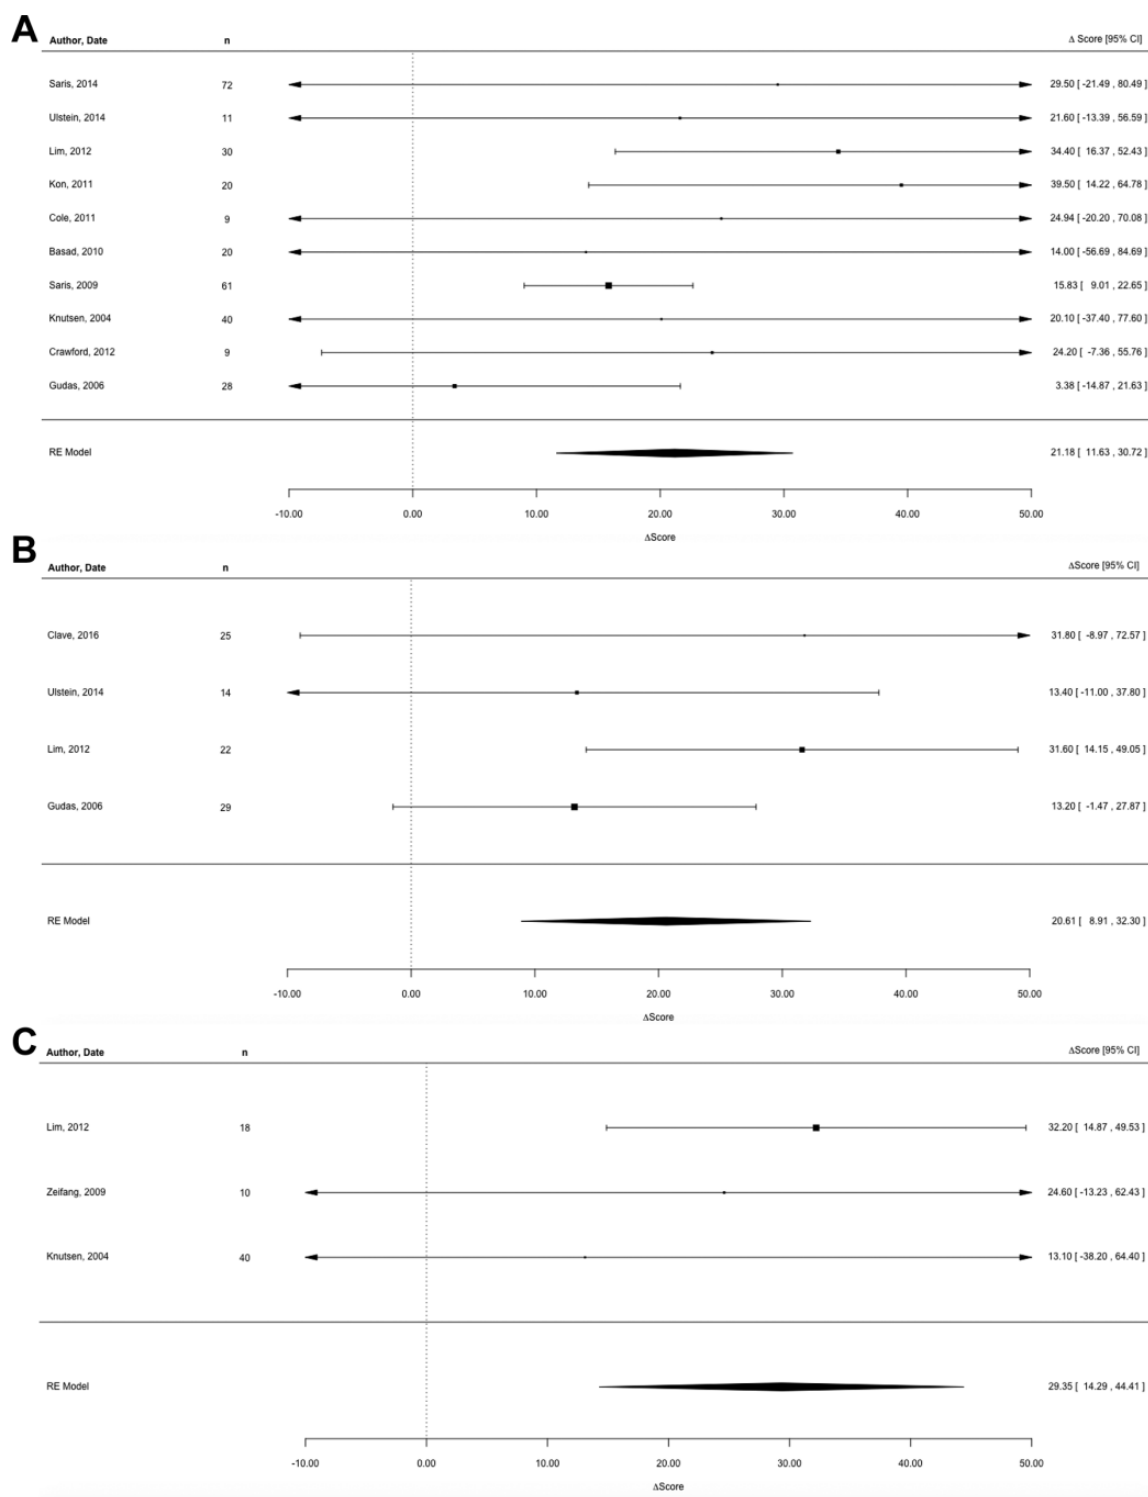 A
Author, Date n Δ Score [95% CI]
Saris, 2014 72 29.50 [ -21.49 , 80.49 ]
Ulstein, 2014 11 21.60 [ -13.39 , 56.59 ]
Lim, 2012 30 34.40 [ 16.37 , 52.43 ]
Kon, 2011 20 39.50 [ 14.22 , 64.78 ]
Cole, 2011 9 24.94 [ -20.20 , 70.08 ]
Basad, 2010 20 14.00 [ -56.69 , 84.69 ]
Saris, 2009 61 15.83 [ 9.01 , 22.65 ]
Knutsen, 2004 40 20.10 [ -37.40 , 77.60 ]
Crawford, 2012 9 24.20 [ -7.36 , 55.76 ]
Gudas, 2006 28 3.38 [ -14.87 , 21.63 ]
RE Model 21.18 [ 11.63 , 30.72 ]
-10.00 0.00 10.00 20.00 30.00 40.00 50.00
ΔScore
B
Author, Date n ΔScore [95% CI]
Clave, 2016 25 31.80 [ -8.97 , 72.57 ]
Ulstein, 2014 14 13.40 [ -11.00 , 37.80 ]
Lim, 2012 22 31.60 [ 14.15 , 49.05 ]
Gudas, 2006 29 13.20 [ -1.47 , 27.87 ]
RE Model 20.61 [ 8.91 , 32.30 ]
-10.00 0.00 10.00 20.00 30.00 40.00 50.00
ΔScore
C
Author, Date n ΔScore [95% CI]
Lim, 2012 18 32.20 [ 14.87 , 49.53 ]
Zeifang, 2009 10 24.60 [ -13.23 , 62.43 ]
Knutsen, 2004 40 13.10 [ -38.20 , 64.40 ]
RE Model 29.35 [ 14.29 , 44.41 ]
-10.00 0.00 10.00 20.00 30.00 40.00 50.00
ΔScore